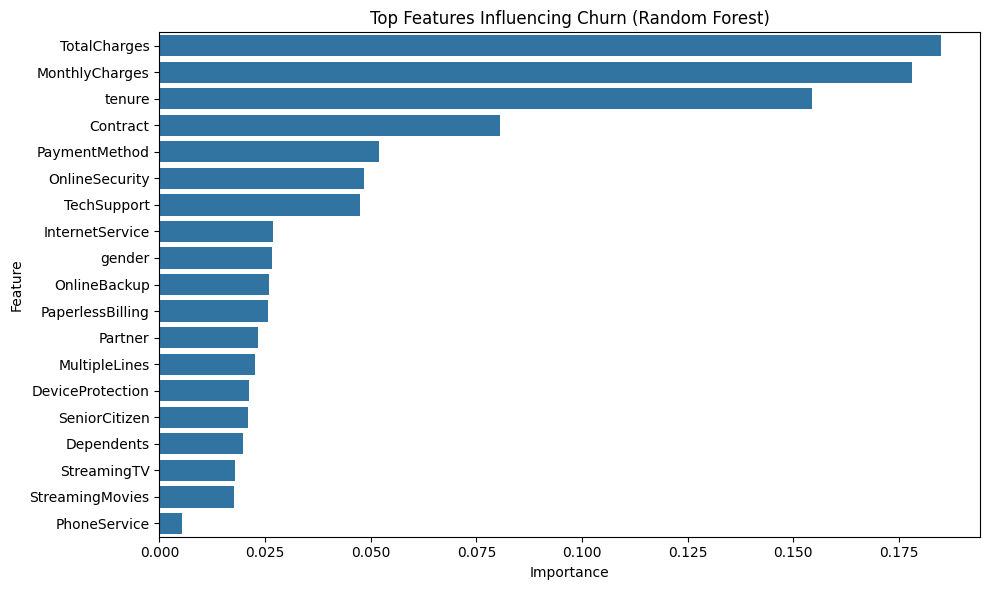 Top Features Influencing Churn (Random Forest)
TotalCharges
MonthlyCharges
tenure
Contract
PaymentMethod
OnlineSecurity
TechSupport
InternetService
gender
OnlineBackup
PaperlessBilling
Partner
MultipleLines
DeviceProtection
SeniorCitizen
Dependents
StreamingTV
StreamingMovies
PhoneService
Feature
0.000 0.025 0.050 0.075 0.100 0.125 0.150 0.175
Importance